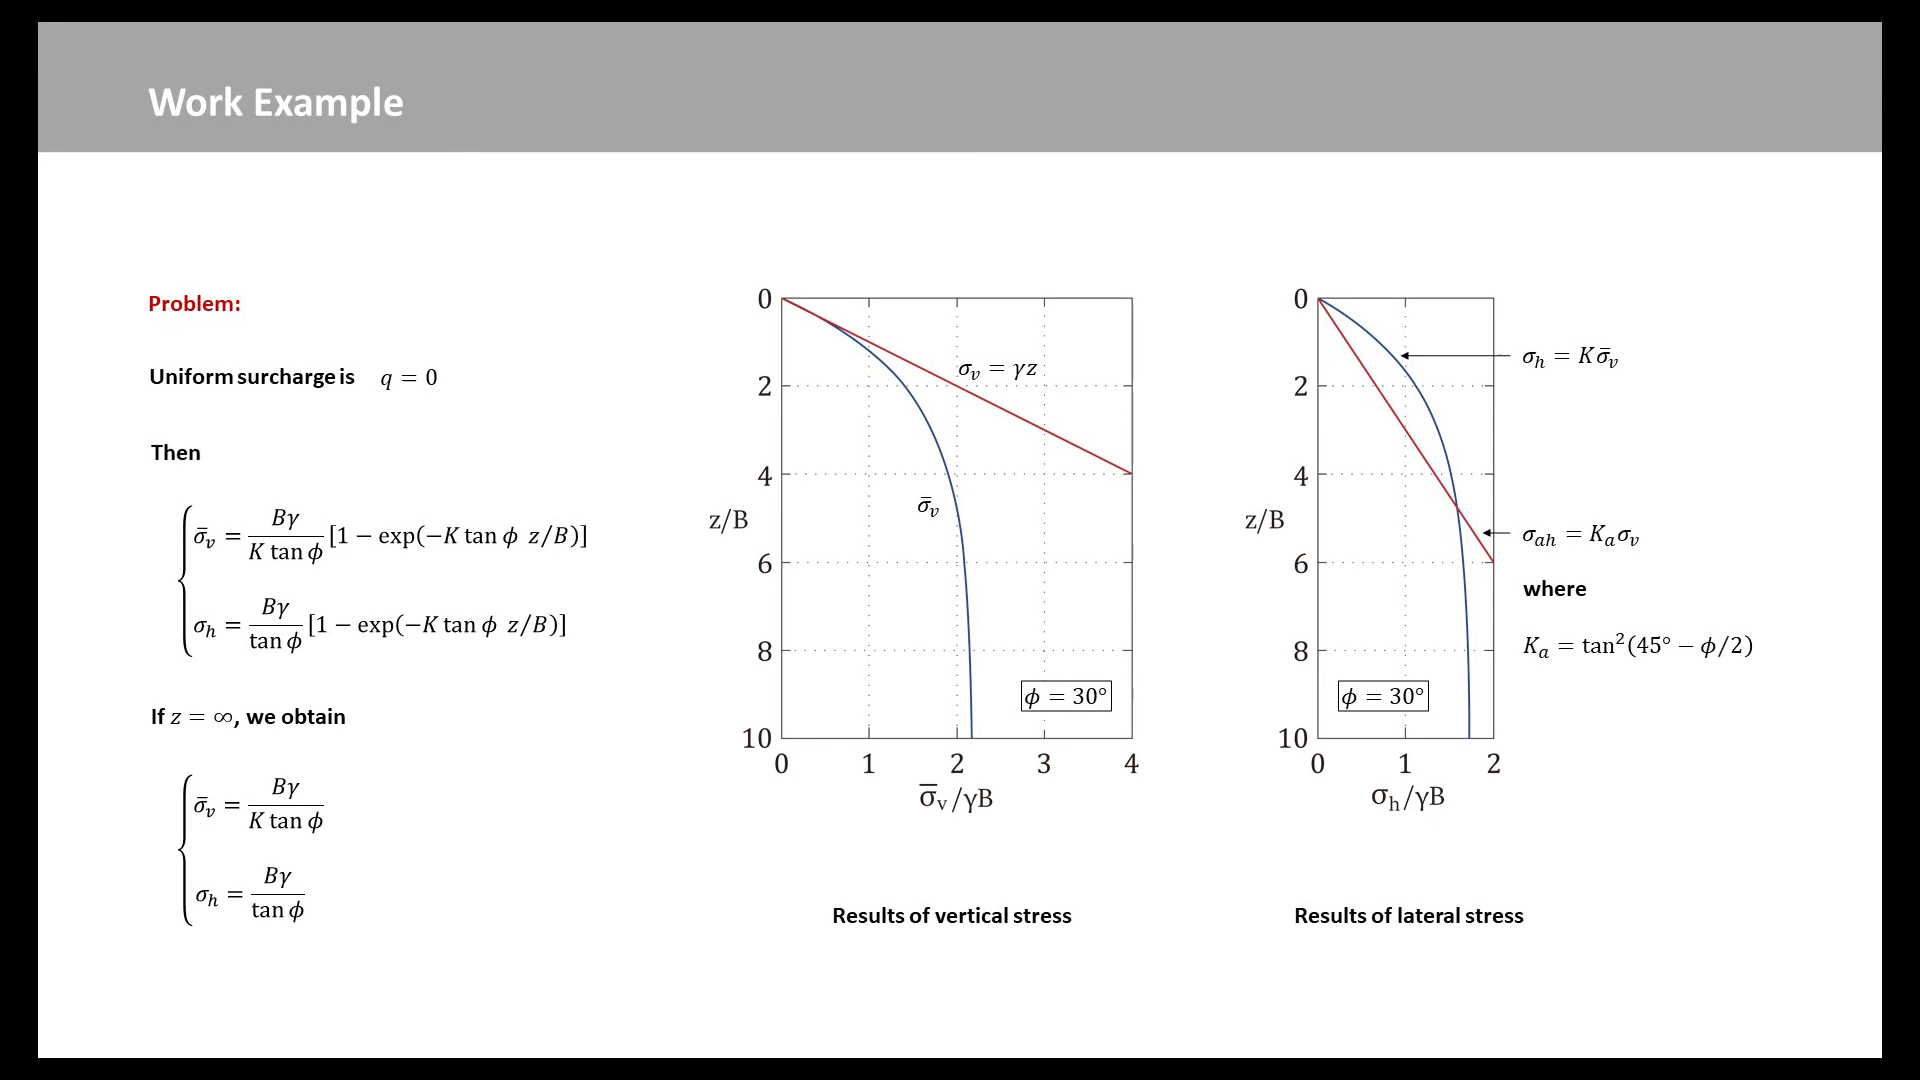 Work Example
Problem:
Uniform surcharge is q = 0
Then
σ̄ᵥ = Bγ / (K tan ϕ) [1 − exp(−K tan ϕ z/B)]
σₕ = Bγ / tan ϕ [1 − exp(−K tan ϕ z/B)]
If z = ∞, we obtain
σ̄ᵥ = Bγ / (K tan ϕ)
σₕ = Bγ / tan ϕ
0
2
4
6
8
10
z/B
σᵥ = γz
σ̄ᵥ
ϕ = 30°
0 1 2 3 4
σ̄ᵥ/γB
Results of vertical stress
0
2
4
6
8
10
z/B
ϕ = 30°
0 1 2
σₕ/γB
Results of lateral stress
σₕ = Kσ̄ᵥ
σₐₕ = Kₐσᵥ
where
Kₐ = tan²(45° − ϕ/2)